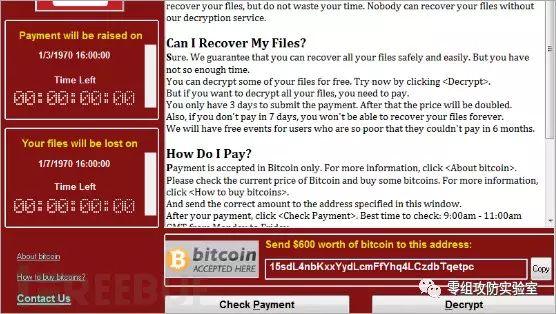 Payment will be raised on
1/3/1970 16:00:00
Time Left
00:00:00:00
Your files will be lost on
1/7/1970 16:00:00
Time Left
00:00:00:00
About bitcoin
How to buy bitcoins?
Contact Us
recover your files, but do not waste your time. Nobody can recover your files without
our decryption service.
Can I Recover My Files?
Sure. We guarantee that you can recover all your files safely and easily. But you have
not so enough time.
You can decrypt some of your files for free. Try now by clicking <Decrypt>.
But if you want to decrypt all your files, you need to pay.
You only have 3 days to submit the payment. After that the price will be doubled.
Also, if you don't pay in 7 days, you won't be able to recover your files forever.
We will have free events for users who are so poor that they couldn't pay in 6 months.
How Do I Pay?
Payment is accepted in Bitcoin only. For more information, click <About bitcoin>.
Please check the current price of Bitcoin and buy some bitcoins. For more information,
click <How to buy bitcoins>.
And send the correct amount to the address specified in this window.
After your payment, click <Check Payment>. Best time to check: 9:00am - 11:00am
GMT from Monday to Friday.
bitcoin
ACCEPTED HERE
Send $600 worth of bitcoin to this address:
15sdL4nbKxxYydLcmFfYhq4LCzdbTqetpc
Copy
Check Payment
Decrypt
零组攻防实验室